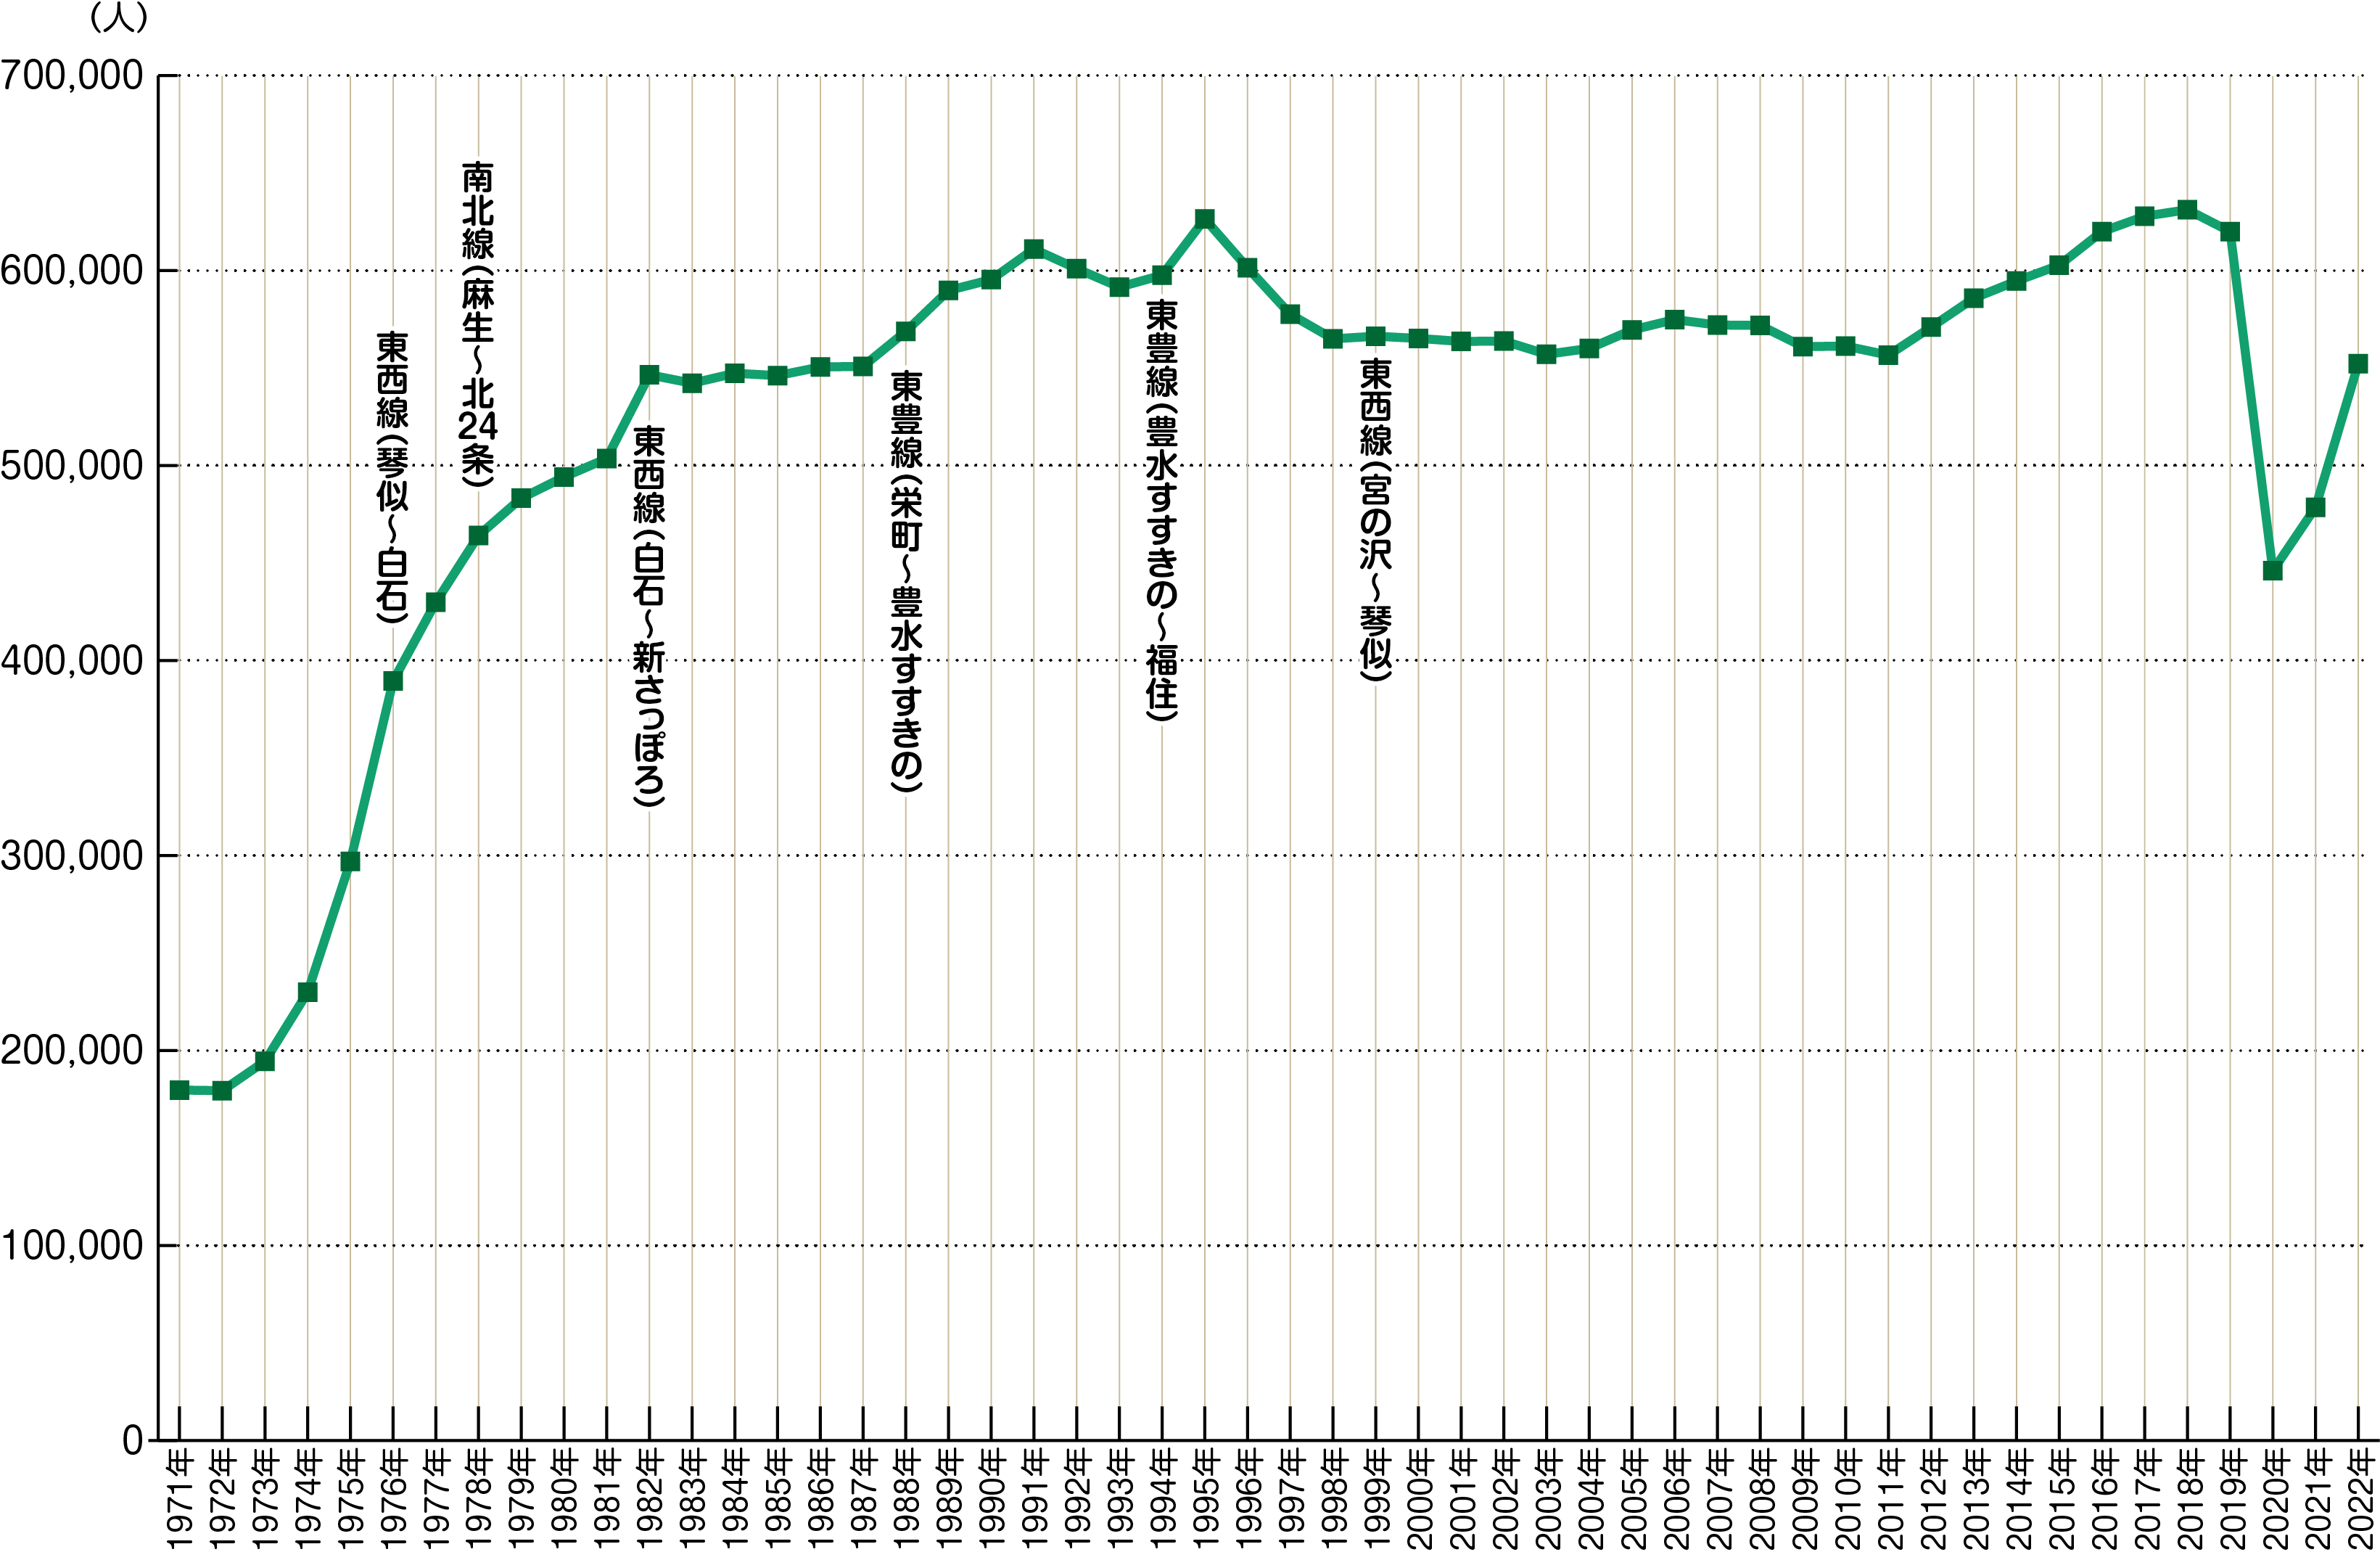 (人)
700,000
600,000
500,000
400,000
300,000
200,000
100,000
0
東西線(琴似〜白石)
南北線(麻生〜北24条)
東西線(白石〜新さっぽろ)
東豊線(栄町〜豊水すすきの)
東豊線(豊水すすきの〜福住)
東西線(宮の沢〜琴似)
1971年
1972年
1973年
1974年
1975年
1976年
1977年
1978年
1979年
1980年
1981年
1982年
1983年
1984年
1985年
1986年
1987年
1988年
1989年
1990年
1991年
1992年
1993年
1994年
1995年
1996年
1997年
1998年
1999年
2000年
2001年
2002年
2003年
2004年
2005年
2006年
2007年
2008年
2009年
2010年
2011年
2012年
2013年
2014年
2015年
2016年
2017年
2018年
2019年
2020年
2021年
2022年